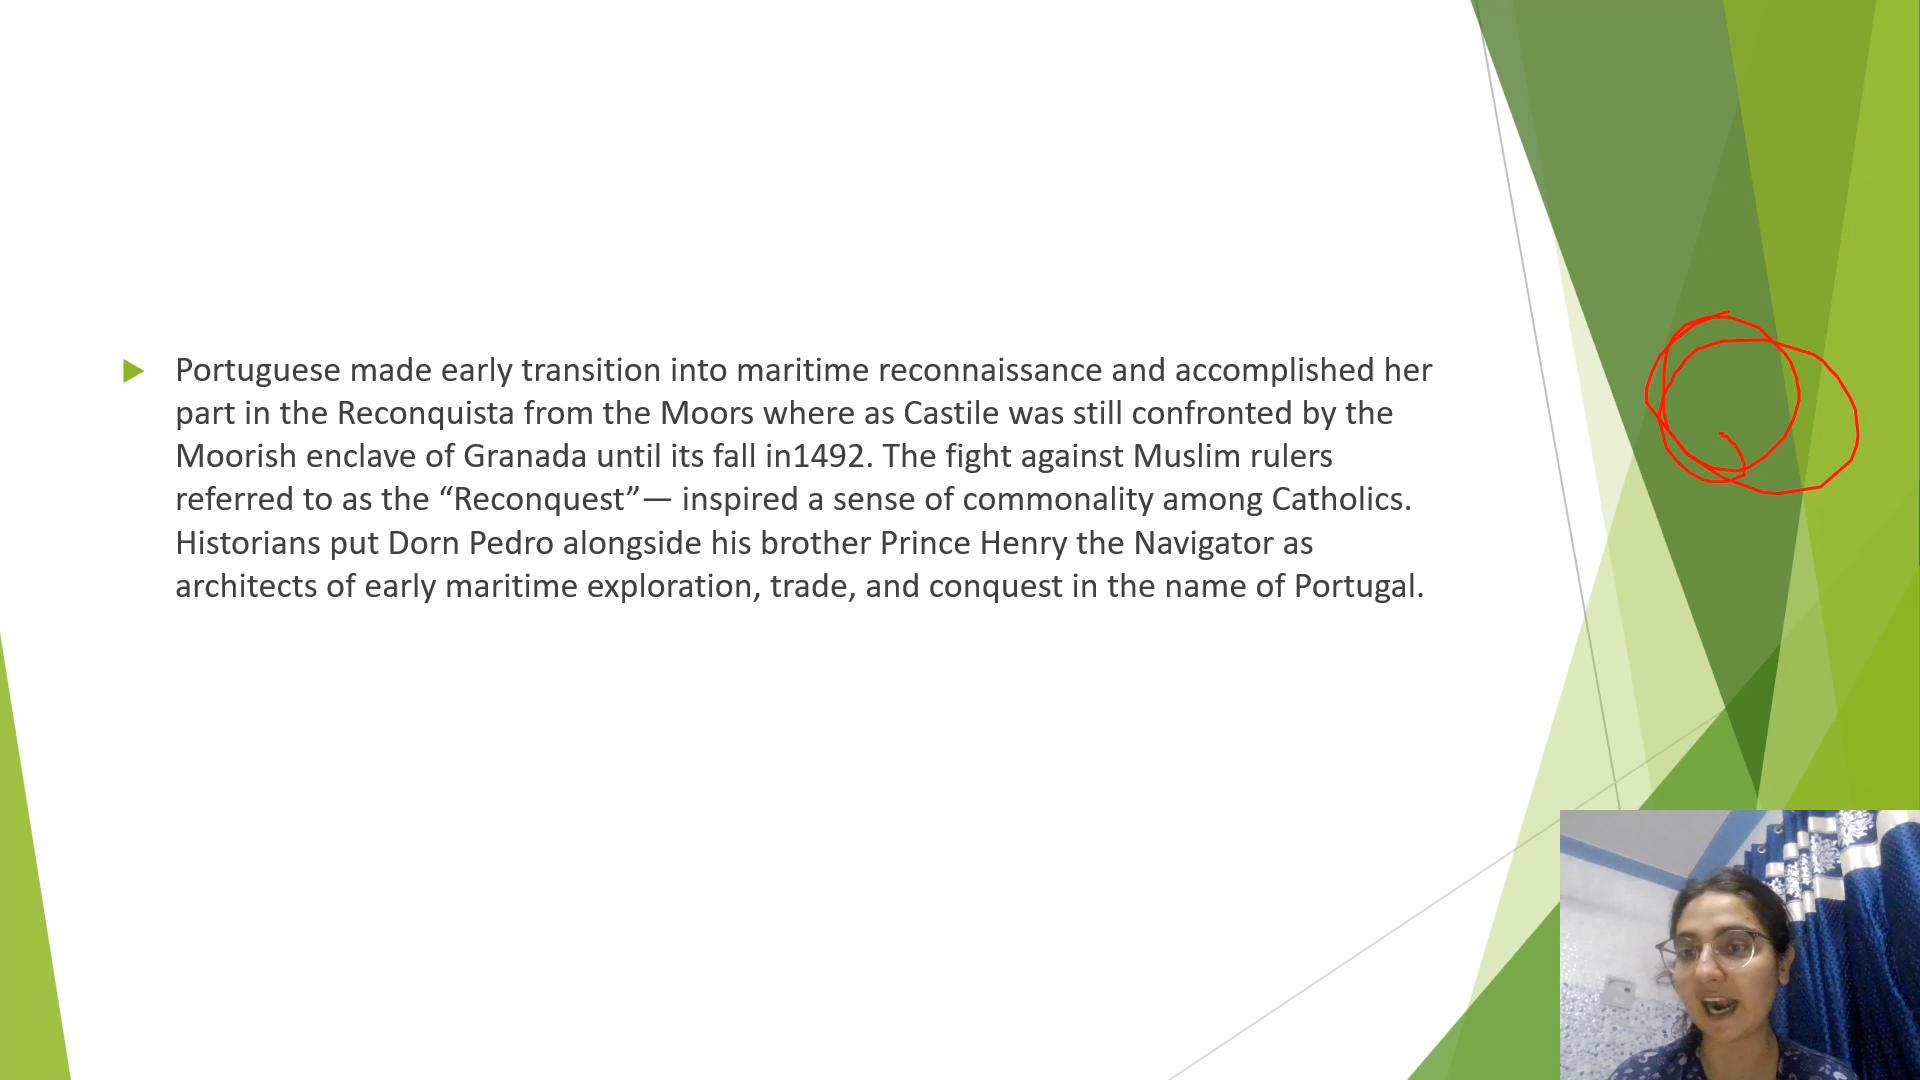 Portuguese made early transition into maritime reconnaissance and accomplished her
part in the Reconquista from the Moors where as Castile was still confronted by the
Moorish enclave of Granada until its fall in1492. The fight against Muslim rulers
referred to as the “Reconquest”— inspired a sense of commonality among Catholics.
Historians put Dorn Pedro alongside his brother Prince Henry the Navigator as
architects of early maritime exploration, trade, and conquest in the name of Portugal.